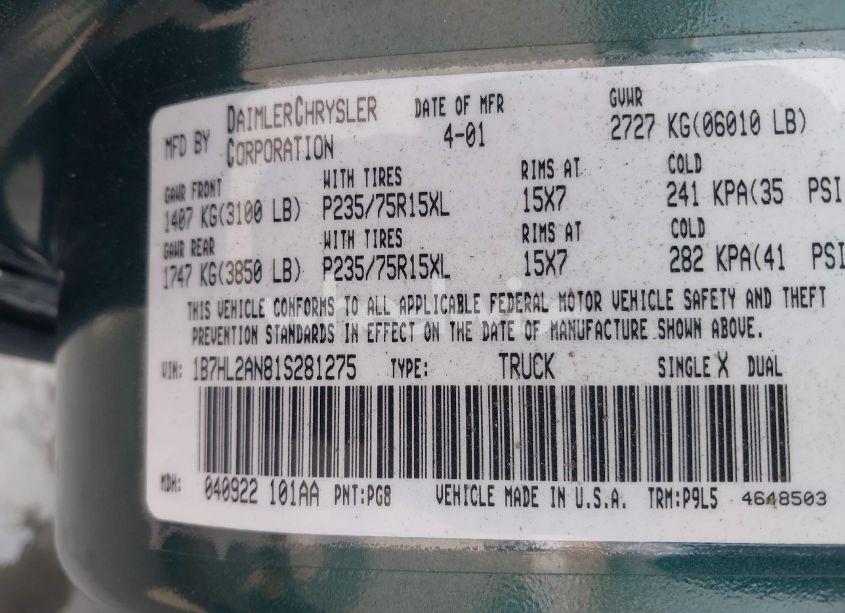 MFD BY DAIMLERCHRYSLER CORPORATION
DATE OF MFR 4-01
GVWR 2727 KG(06010 LB)
GAWR FRONT WITH TIRES RIMS AT COLD
1407 KG(3100 LB) P235/75R15XL 15X7 241 KPA(35 PSI
GAWR REAR WITH TIRES RIMS AT COLD
1747 KG(3850 LB) P235/75R15XL 15X7 282 KPA(41 PSI
THIS VEHICLE CONFORMS TO ALL APPLICABLE FEDERAL MOTOR VEHICLE SAFETY AND THEFT
PREVENTION STANDARDS IN EFFECT ON THE DATE OF MANUFACTURE SHOWN ABOVE.
VIN: 1B7HL2AN81S281275 TYPE: TRUCK SINGLE X DUAL
MDH: 040922 101AA PNT:PG8 VEHICLE MADE IN U.S.A. TRM:P9L5 4648503